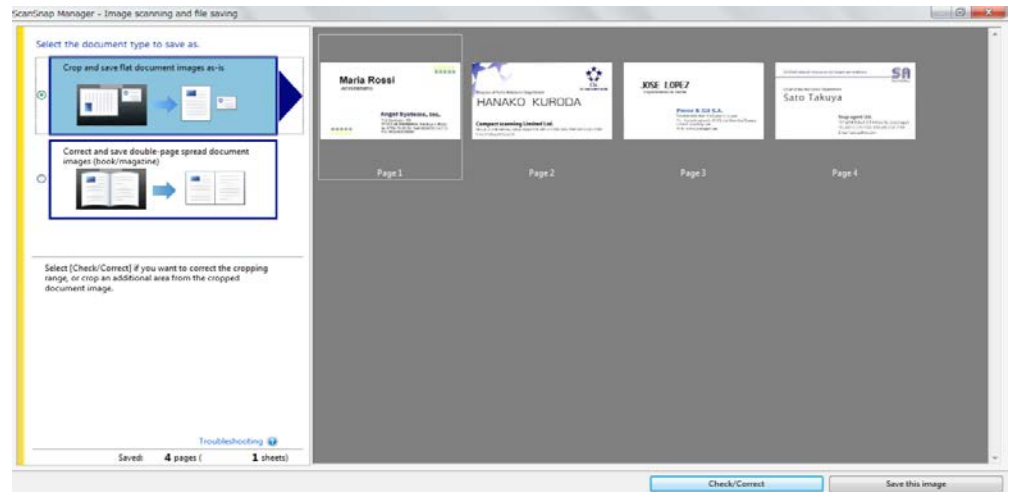 ScanSnap Manager - Image scanning and file saving
Select the document type to save as.
Crop and save flat document images as-is
Correct and save double-page spread document
images (book/magazine)
Select [Check/Correct] if you want to correct the cropping
range, or crop an additional area from the cropped
document image.
Troubleshooting
Saved: 4 pages ( 1 sheets)
Maria Rossi
Angel Systems, Inc.
Page 1
HANAKO KURODA
Compact scanning Limited Ltd.
Page 2
JOSE LOPEZ
Page 3
SA
Sato Takuya
Page 4
Check/Correct
Save this image